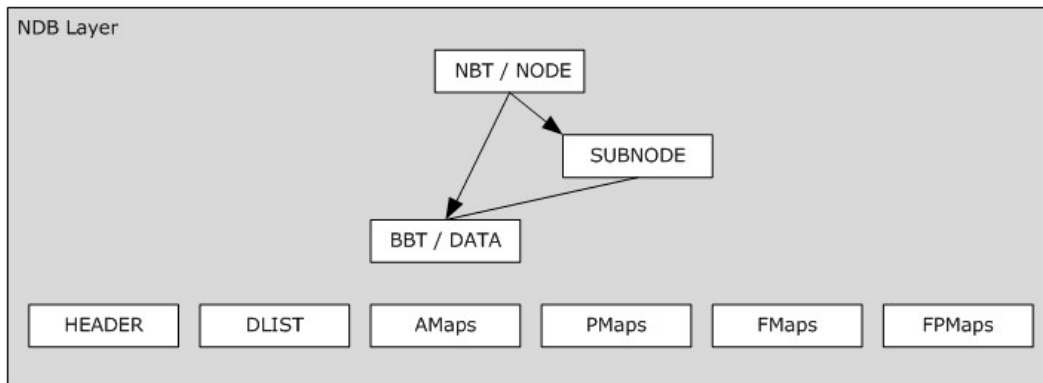 NDB Layer
NBT / NODE
SUBNODE
BBT / DATA
HEADER
DLIST
AMaps
PMaps
FMaps
FPMaps